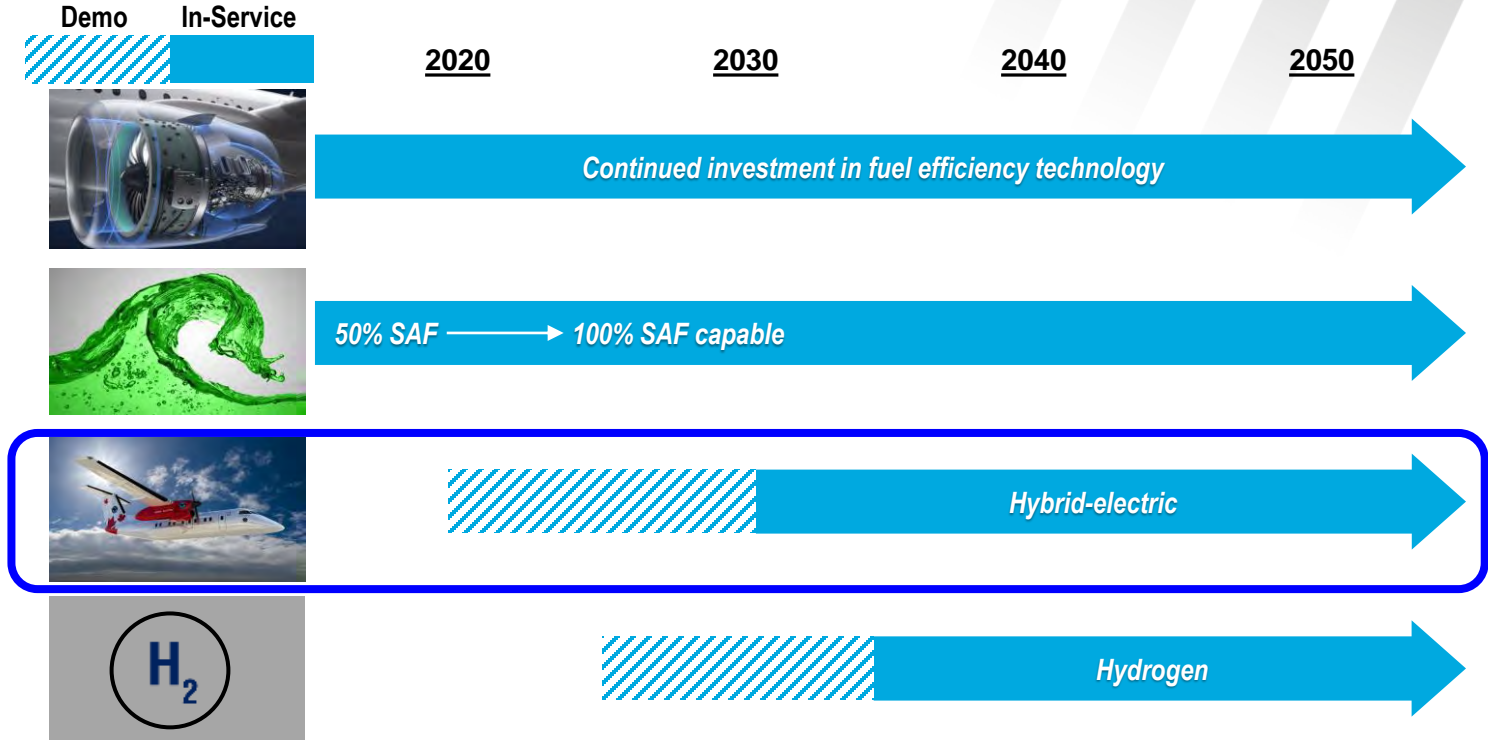 Demo In-Service
2020 2030 2040 2050
Continued investment in fuel efficiency technology
50% SAF 100% SAF capable
Hybrid-electric
H2
Hydrogen